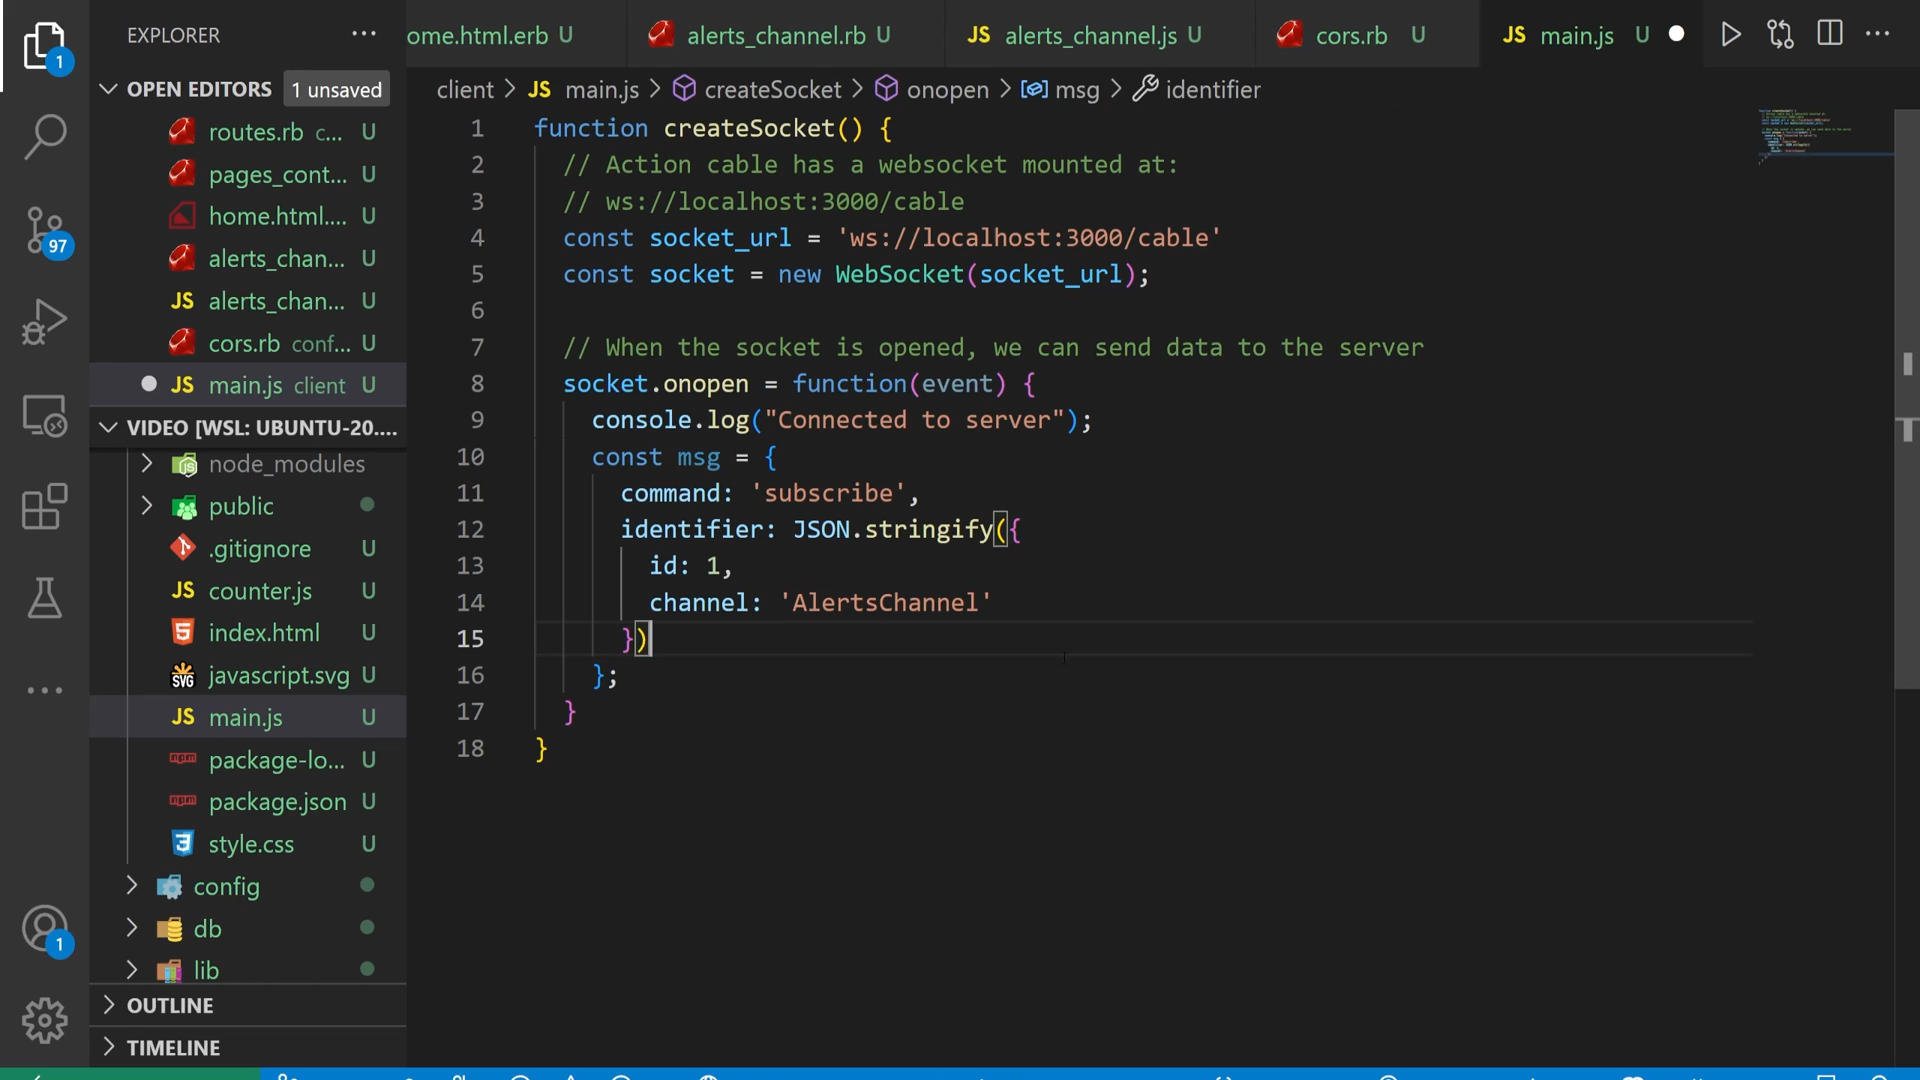 EXPLORER
OPEN EDITORS 1 unsaved
routes.rb c... U
pages_cont... U
home.html.... U
alerts_chan... U
JS alerts_chan... U
cors.rb conf... U
JS main.js client U
VIDEO [WSL: UBUNTU-20....
node_modules
public
.gitignore U
JS counter.js U
index.html U
SVG javascript.svg U
JS main.js U
package-lo... U
package.json U
style.css U
config
db
lib
OUTLINE
TIMELINE
1
97
1
ome.html.erb U alerts_channel.rb U JS alerts_channel.js U cors.rb U JS main.js U
client > JS main.js > createSocket > onopen > msg > identifier
1 function createSocket() {
2 // Action cable has a websocket mounted at:
3 // ws://localhost:3000/cable
4 const socket_url = 'ws://localhost:3000/cable'
5 const socket = new WebSocket(socket_url);
6
7 // When the socket is opened, we can send data to the server
8 socket.onopen = function(event) {
9 console.log("Connected to server");
10 const msg = {
11 command: 'subscribe',
12 identifier: JSON.stringify({
13 id: 1,
14 channel: 'AlertsChannel'
15 })
16 };
17 }
18 }